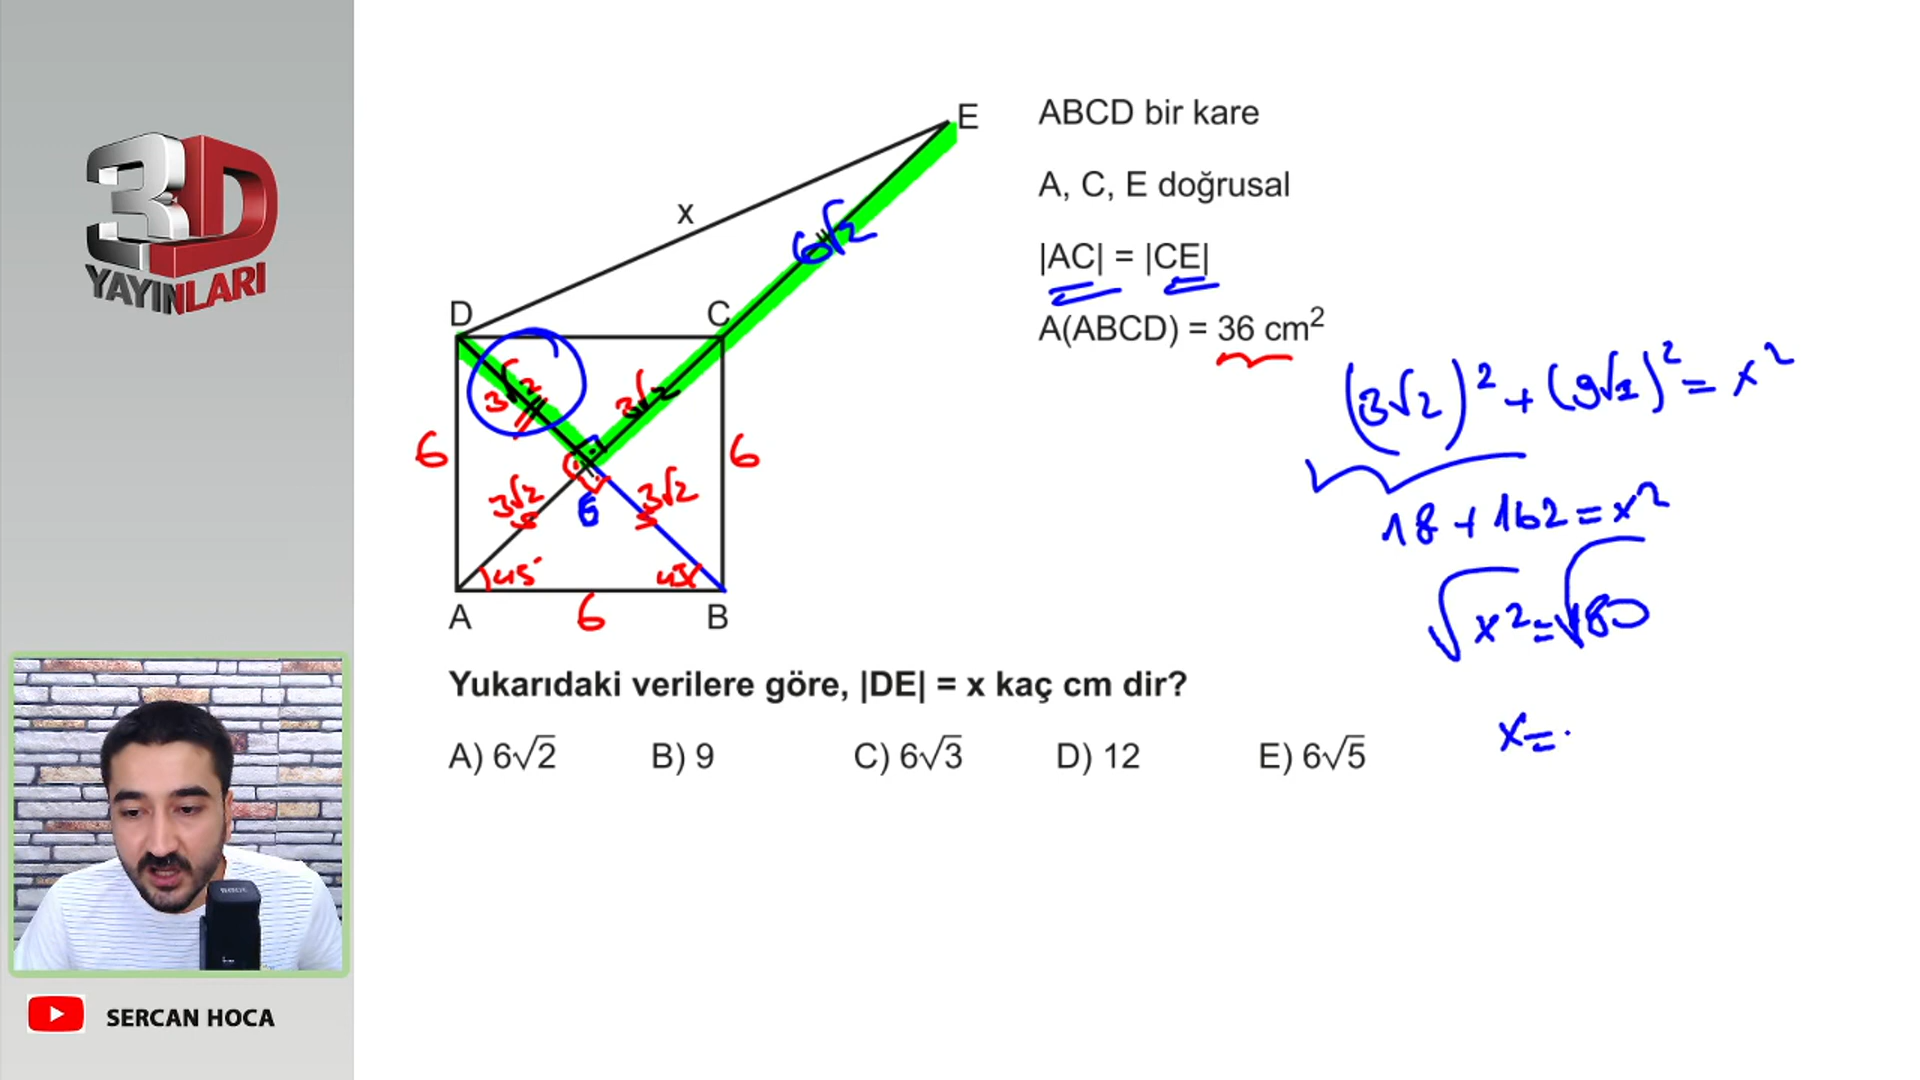 3D
YAYINLARI
E
x
D
C
6√2
3√2
3√2
6
6
3√2
3√2
6
45°
45
A
6
B
ABCD bir kare
A, C, E doğrusal
|AC| = |CE|
A(ABCD) = 36 cm²
(3√2)² + (9√2)² = x²
18 + 162 = x²
√x² = √180
x = .
Yukarıdaki verilere göre, |DE| = x kaç cm dir?
A) 6√2 B) 9 C) 6√3 D) 12 E) 6√5
RODE
SERCAN HOCA